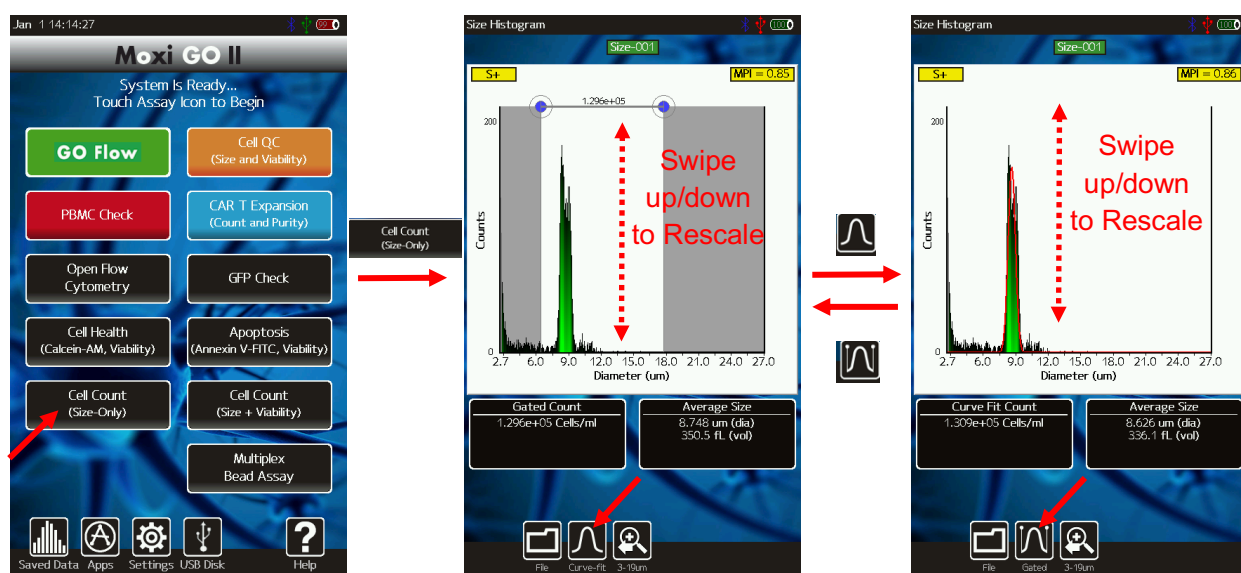 Jan 1 14:14:27
99
Moxi GO II
System Is Ready...
Touch Assay Icon to Begin
GO Flow
Cell QC
(Size and Viability)
PBMC Check
CAR T Expansion
(Count and Purity)
Open Flow
Cytometry
GFP Check
Cell Health
(Calcein-AM, Viability)
Apoptosis
(Annexin V-FITC, Viability)
Cell Count
(Size-Only)
Cell Count
(Size + Viability)
Multiplex
Bead Assay
Saved Data
Apps
Settings
USB Disk
?
Help
Cell Count
(Size-Only)
Size Histogram
100
Size-001
S+
MPI = 0.85
1.296e+05
200
Swipe
up/down
to Rescale
Counts
0
2.7 6.0 9.0 12.0 15.0 18.0 21.0 24.0 27.0
Diameter (um)
Gated Count
1.296e+05 Cells/ml
Average Size
8.748 um (dia)
350.5 fL (vol)
File
Curve-fit
3-19um
Size Histogram
100
Size-001
S+
MPI = 0.86
200
Swipe
up/down
to Rescale
Counts
0
2.7 6.0 9.0 12.0 15.0 18.0 21.0 24.0 27.0
Diameter (um)
Curve Fit Count
1.309e+05 Cells/ml
Average Size
8.626 um (dia)
336.1 fL (vol)
File
Gated
3-19um